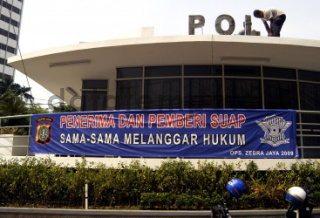 POL
PENERIMA DAN PEMBERI SUAP
SAMA-SAMA MELANGGAR HUKUM
OPS. ZEBRA JAYA 2009